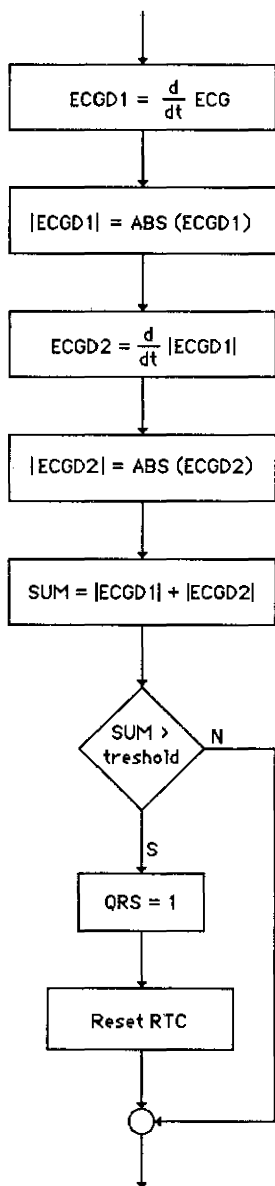 ECGD1 = d/dt ECG
|ECGD1| = ABS (ECGD1)
ECGD2 = d/dt |ECGD1|
|ECGD2| = ABS (ECGD2)
SUM = |ECGD1| + |ECGD2|
SUM >
treshold
N
S
QRS = 1
Reset RTC